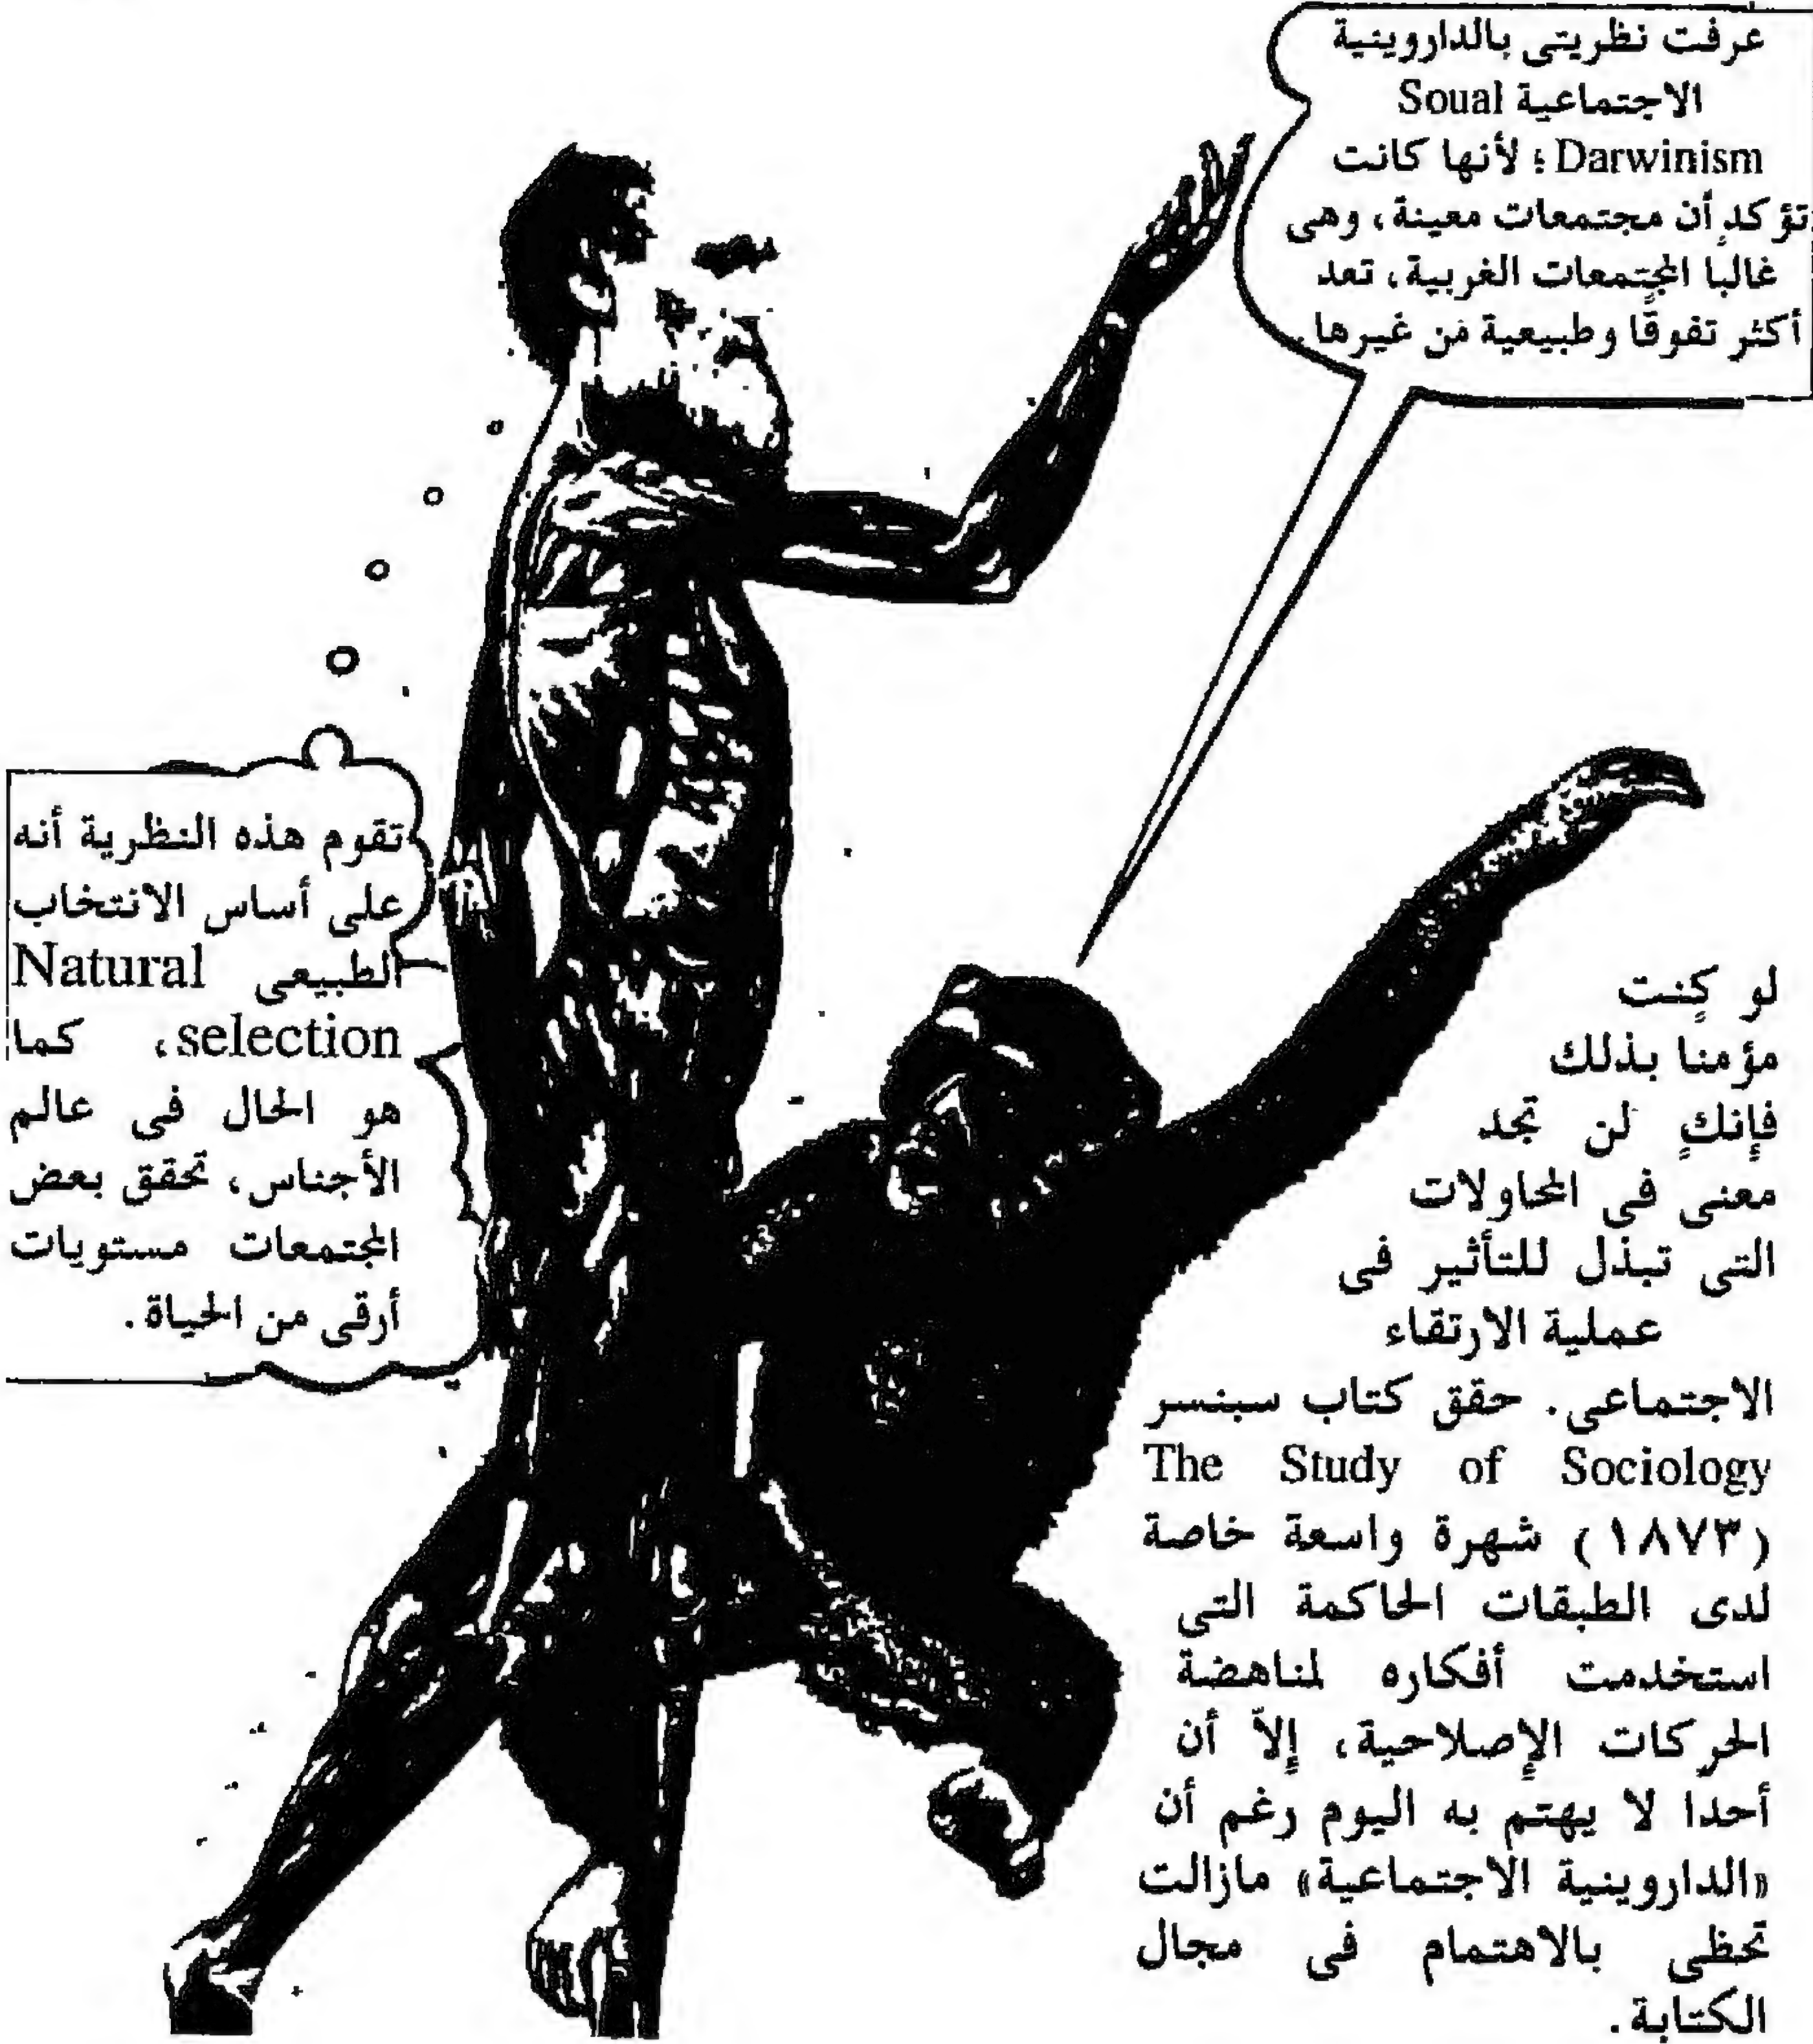 عرفت نظريتى بالداروينية
الاجتماعية Soual
Darwinism ؛ لأنها كانت
تؤكد أن مجتمعات معينة، وهى
غالبا المجتمعات الغربية، تعد
أكثر تفوقًا وطبيعية من غيرها
تقوم هذه النظرية أنه
على أساس الانتخاب
الطبيعى Natural
selection، كما
هو الحال فى عالم
الأجناس، تحقق بعض
المجتمعات مستويات
أرقى من الحياة.
لو كنت
مؤمنا بذلك
فإنك لن تجد
معنى فى المحاولات
التى تبذل للتأثير فى
عملية الارتقاء
الاجتماعى. حقق كتاب سبنسر
The Study of Sociology
(١٨٧٣) شهرة واسعة خاصة
لدى الطبقات الحاكمة التى
استخدمت أفكاره لمناهضة
الحركات الإصلاحية، إلاّ أن
أحدا لا يهتم به اليوم رغم أن
«الداروينية الاجتماعية» مازالت
تحظى بالاهتمام فى مجال
الكتابة.